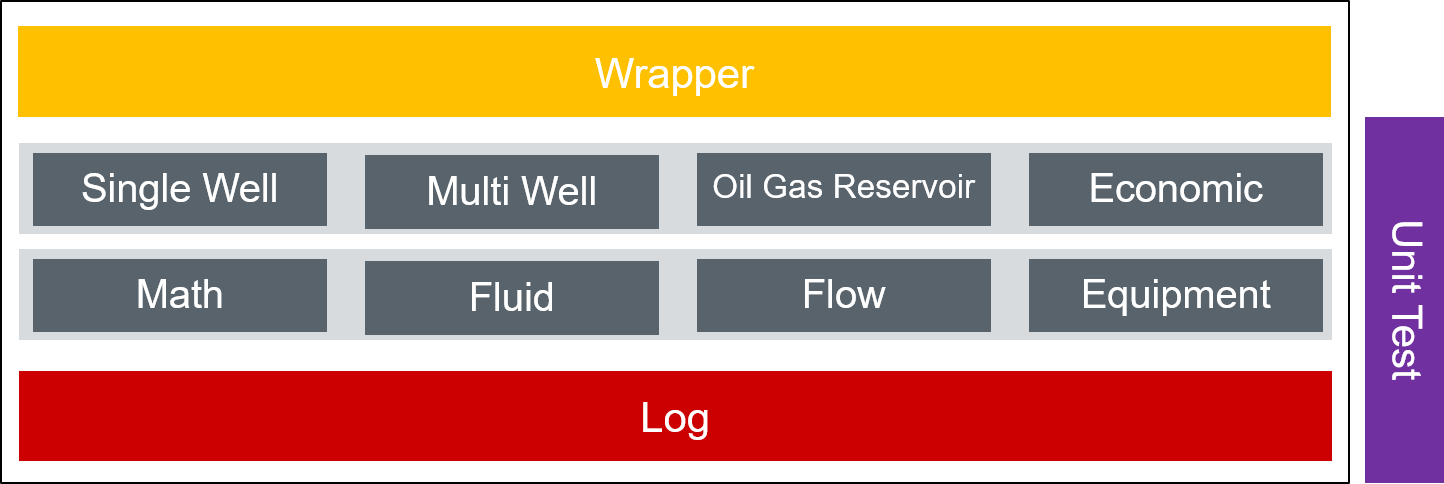 Wrapper
Single Well
Multi Well
Oil Gas Reservoir
Economic
Math
Fluid
Flow
Equipment
Log
Unit Test